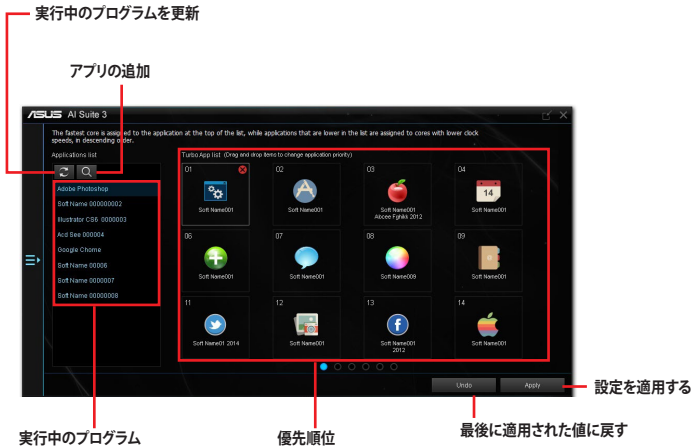 実行中のプログラムを更新
アプリの追加
ASUS AI Suite 3
The fastest core is assigned to the application at the top of the list, while applications that are lower in the list are assigned to cores with lower clock
speeds, in descending order.
Applications list
Turbo App list (Drag and drop items to change application priority)
Adobe Photoshop
Soft Name 000000002
Illustrator CS6 0000003
Acd See 000004
Google Chome
Soft Name 00006
Soft Name 0000007
Soft Name 00000008
01
Soft Name001
02
Soft Name001
03
Soft Name001
Abcee Fghikk 2012
04
14
Soft Name001
06
Soft Name001
07
Soft Name001
08
Soft Name009
09
Soft Name001
11
Soft Name01 2014
12
Soft Name001
13
Soft Name001
2012
14
Soft Name001
Undo
Apply
設定を適用する
実行中のプログラム
優先順位
最後に適用された値に戻す